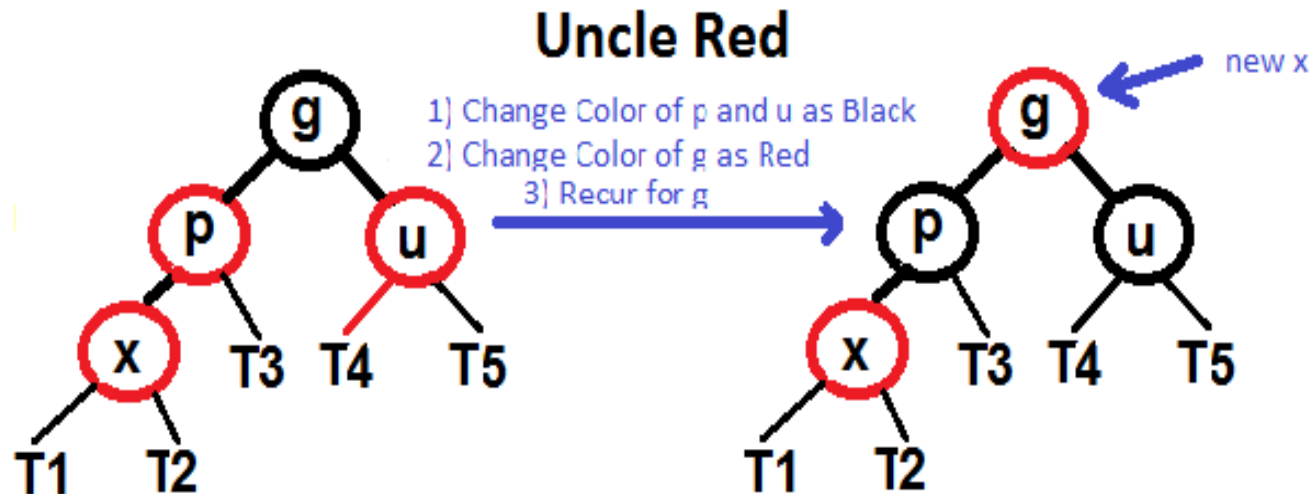 Uncle Red
new x
g
1) Change Color of p and u as Black
g
2) Change Color of g as Red
3) Recur for g
p
u
p
u
x
T3
T4
T5
x
T3
T4
T5
T1
T2
T1
T2